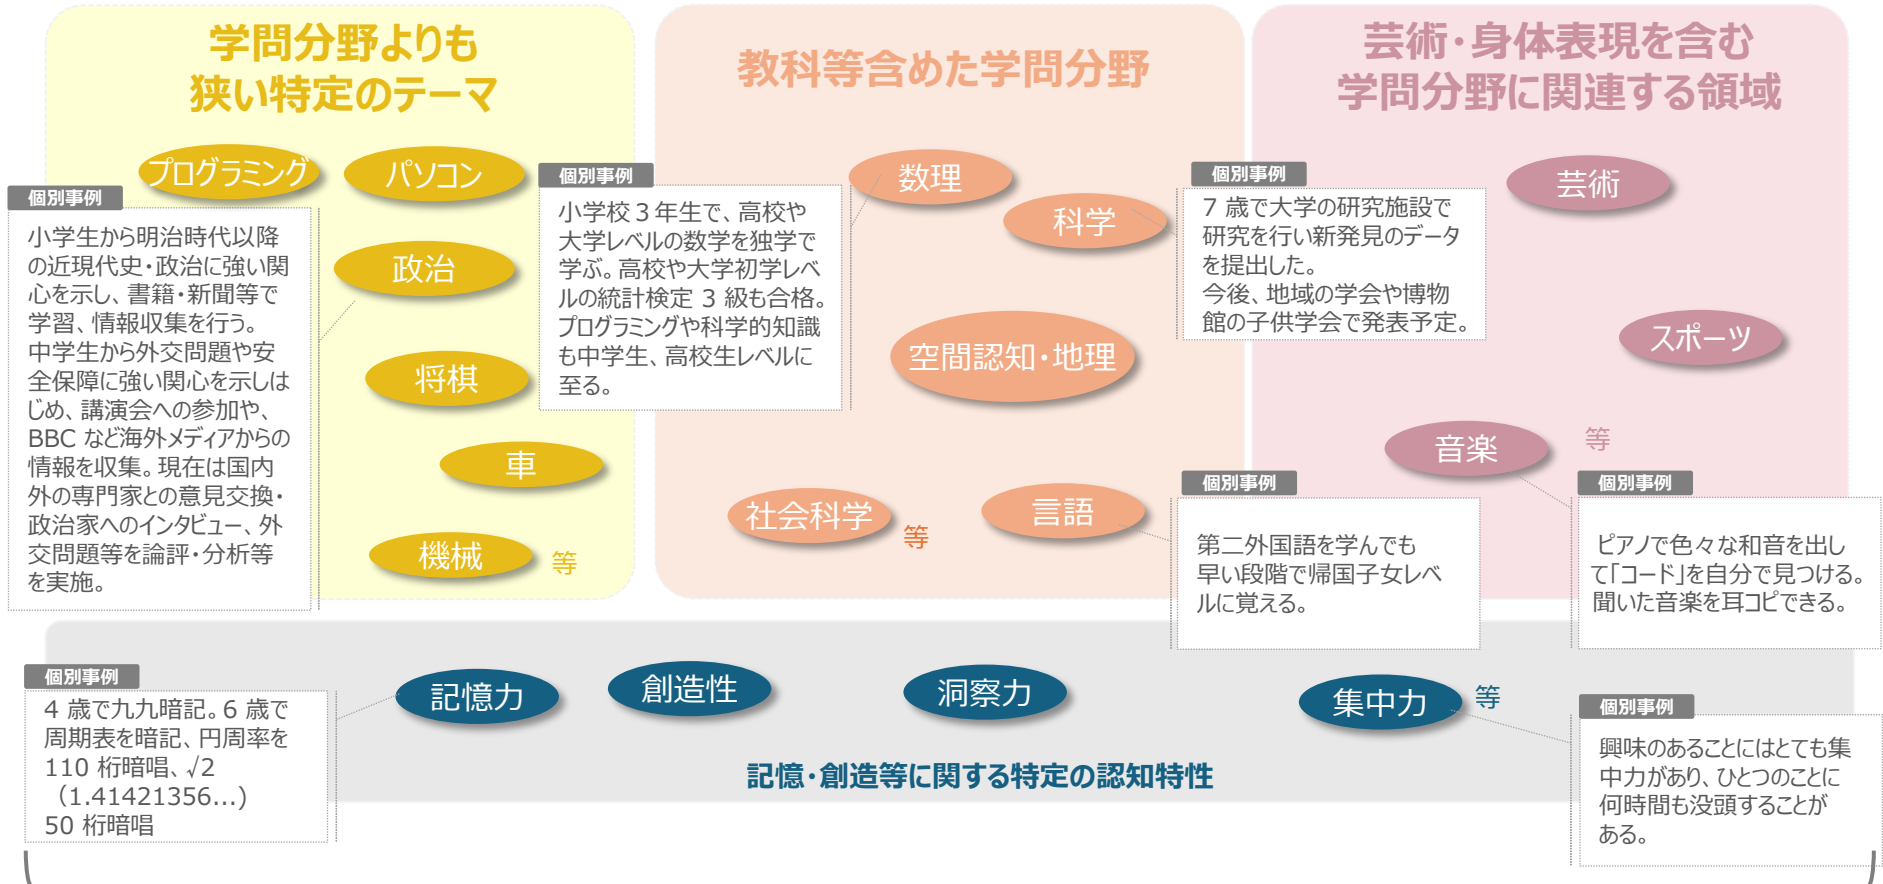 学問分野よりも
狭い特定のテーマ
プログラミング
パソコン
個別事例
小学生から明治時代以降
の近現代史・政治に強い関
心を示し、書籍・新聞等で
学習、情報収集を行う。
中学生から外交問題や安
全保障に強い関心を示しは
じめ、講演会への参加や、
BBC など海外メディアからの
情報を収集。現在は国内
外の専門家との意見交換・
政治家へのインタビュー、外
交問題等を論評・分析等
を実施。
政治
将棋
車
機械
等
教科等含めた学問分野
個別事例
小学校３年生で、高校や
大学レベルの数学を独学で
学ぶ。高校や大学初学レベ
ルの統計検定 3 級も合格。
プログラミングや科学的知識
も中学生、高校生レベルに
至る。
数理
科学
空間認知・地理
社会科学
等
言語
個別事例
7 歳で大学の研究施設で
研究を行い新発見のデータ
を提出した。
今後、地域の学会や博物
館の子供学会で発表予定。
個別事例
第二外国語を学んでも
早い段階で帰国子女レベ
ルに覚える。
芸術・身体表現を含む
学問分野に関連する領域
芸術
スポーツ
音楽
等
個別事例
ピアノで色々な和音を出し
て「コード」を自分で見つける。
聞いた音楽を耳コピできる。
個別事例
4 歳で九九暗記。6 歳で
周期表を暗記、円周率を
110 桁暗唱、√2
（1.41421356...)
50 桁暗唱
記憶力
創造性
洞察力
集中力
等
記憶・創造等に関する特定の認知特性
個別事例
興味のあることにはとても集
中力があり、ひとつのことに
何時間も没頭することが
ある。